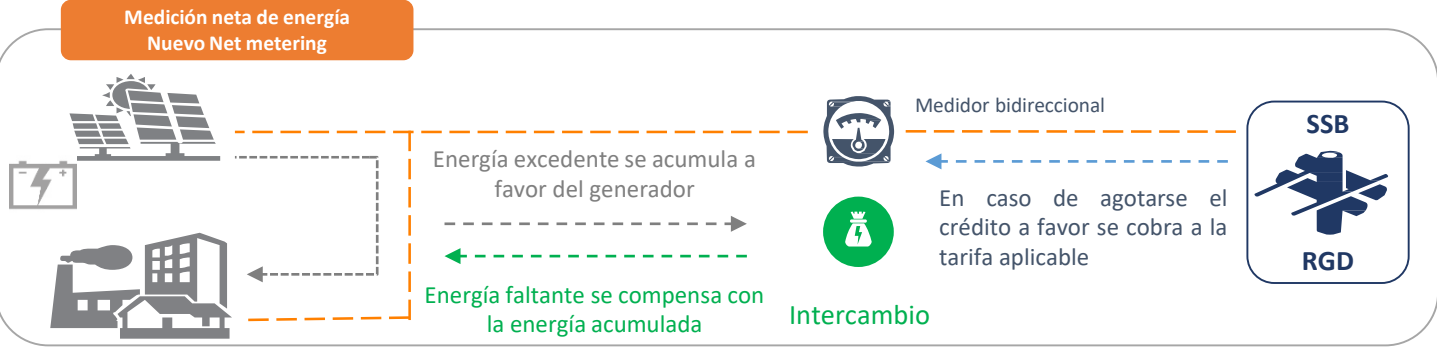 Medición neta de energía
Nuevo Net metering
Medidor bidireccional
SSB
Energía excedente se acumula a
favor del generador
En caso de agotarse el
crédito a favor se cobra a la
tarifa aplicable
RGD
Energía faltante se compensa con
la energía acumulada
Intercambio